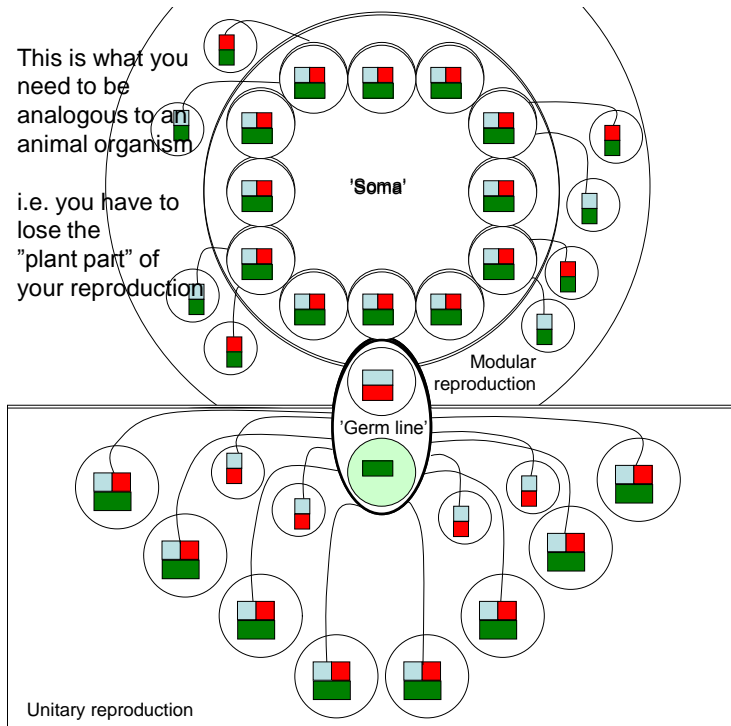 This is what you
need to be
analogous to an
animal organism
i.e. you have to
lose the
”plant part” of
your reproduction
'Soma'
Modular
reproduction
'Germ line'
Unitary reproduction